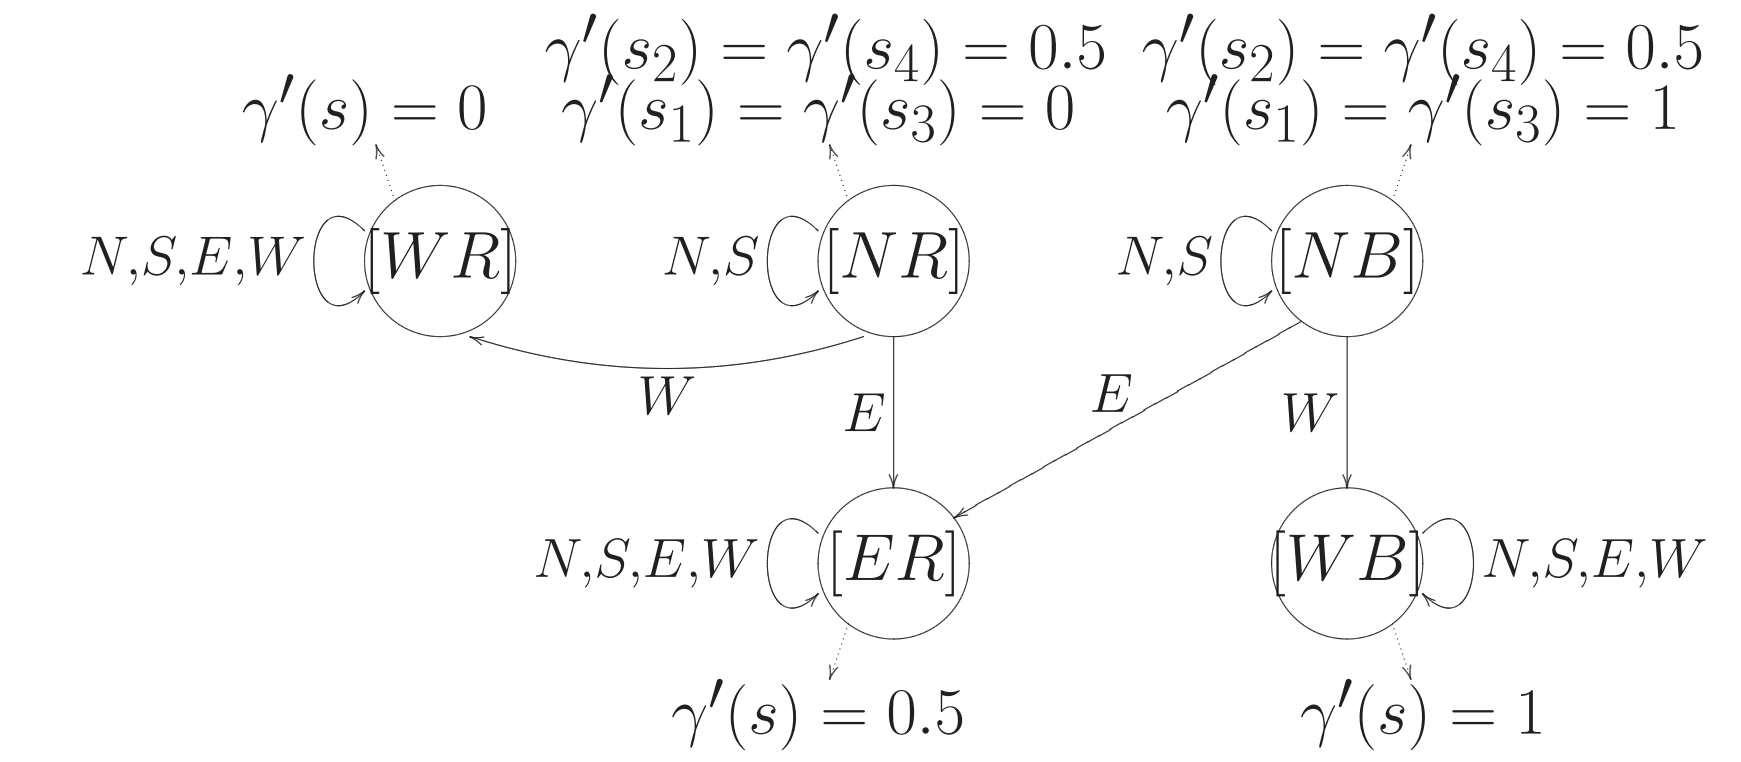 γ′(s₂) = γ′(s₄) = 0.5 γ′(s₂) = γ′(s₄) = 0.5
γ′(s) = 0 γ′(s₁) = γ′(s₃) = 0 γ′(s₁) = γ′(s₃) = 1
N,S,E,W [WR] N,S [NR] N,S [NB]
W E E W
N,S,E,W [ER] [WB] N,S,E,W
γ′(s) = 0.5 γ′(s) = 1